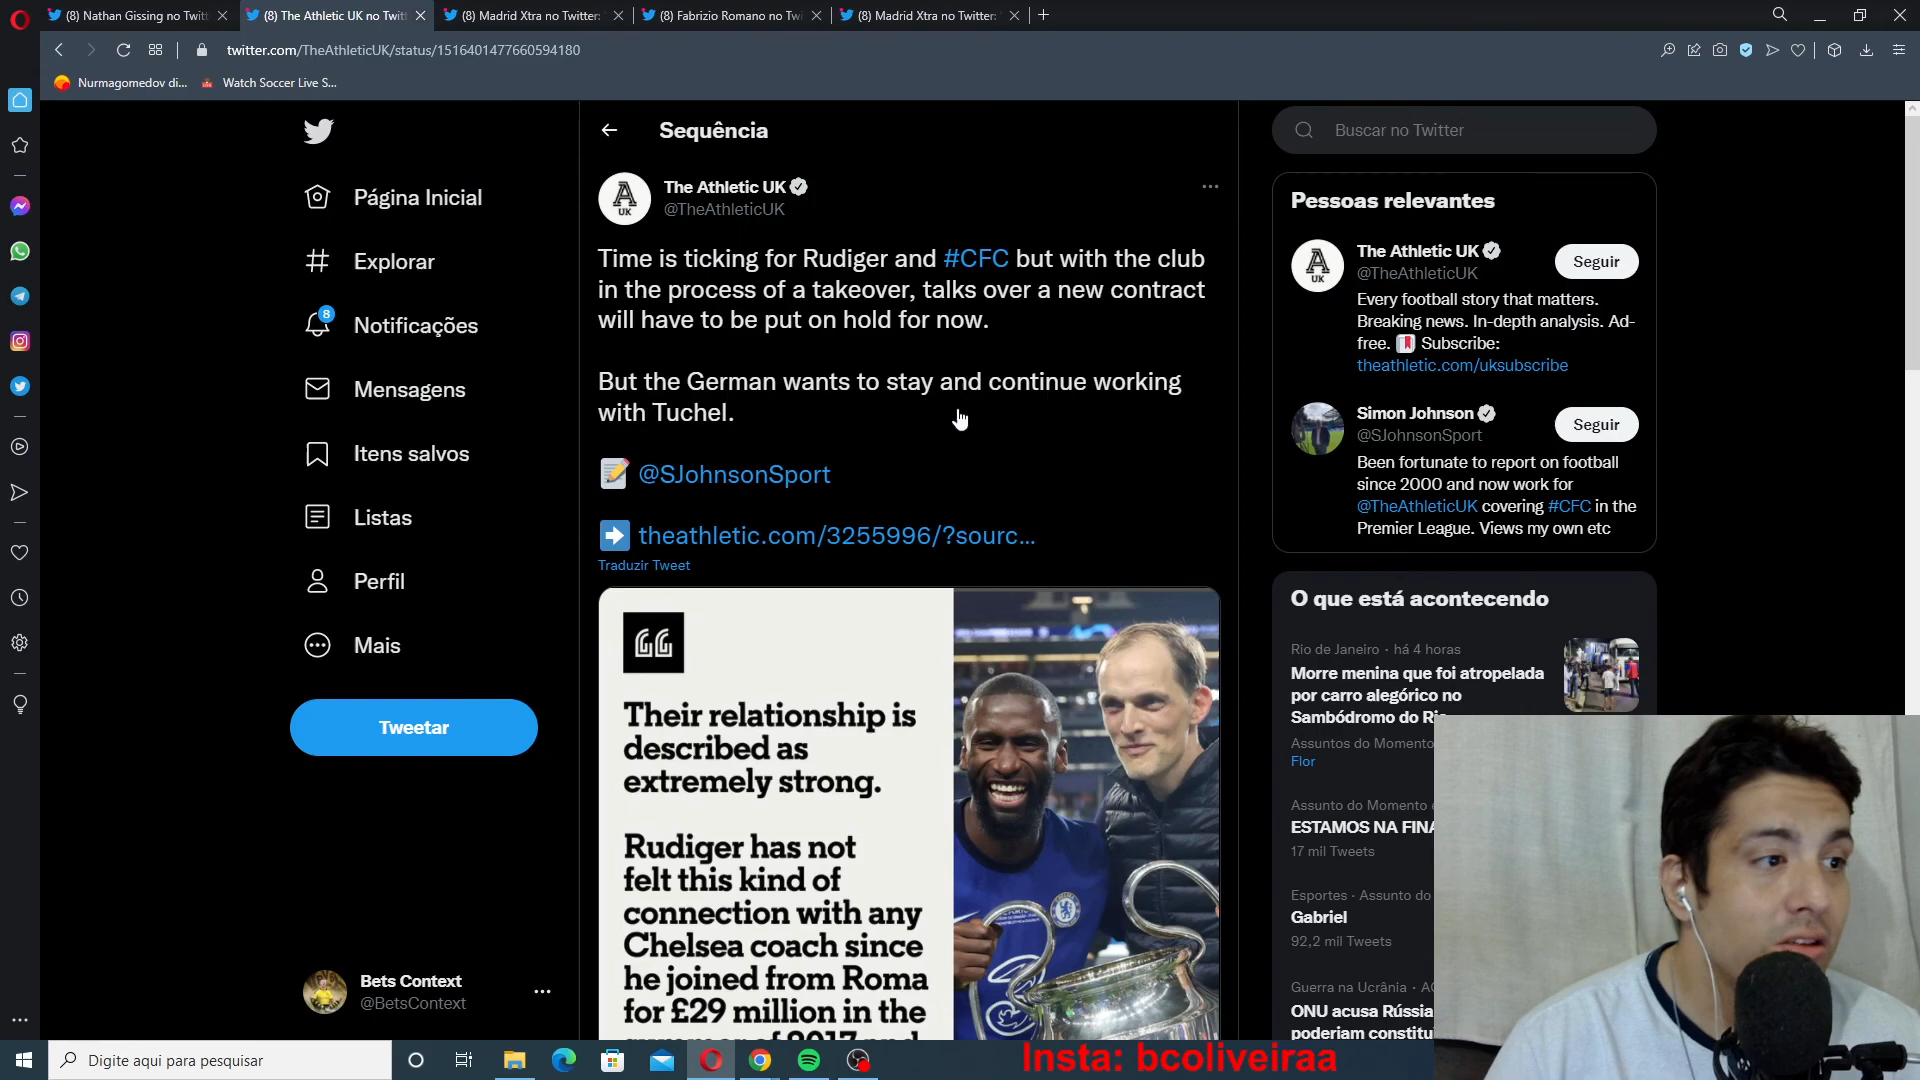 (8) Nathan Gissing no Twitt
(8) The Athletic UK no Twitt
(8) Madrid Xtra no Twitter:
(8) Fabrizio Romano no Twi
(8) Madrid Xtra no Twitter:
twitter.com/TheAthleticUK/status/1516401477660594180
Nurmagomedov di...
Watch Soccer Live S...
Página Inicial
Explorar
8
Notificações
Mensagens
Itens salvos
Listas
Perfil
Mais
Tweetar
Bets Context
@BetsContext
Sequência
A
UK
The Athletic UK
@TheAthleticUK
Time is ticking for Rudiger and #CFC but with the club
in the process of a takeover, talks over a new contract
will have to be put on hold for now.
But the German wants to stay and continue working
with Tuchel.
@SJohnsonSport
theathletic.com/3255996/?sourc...
Traduzir Tweet
Their relationship is
described as
extremely strong.
Rudiger has not
felt this kind of
connection with any
Chelsea coach since
he joined from Roma
for £29 million in the
summer of 2017 and
Buscar no Twitter
Pessoas relevantes
A
UK
The Athletic UK
@TheAthleticUK
Seguir
Every football story that matters.
Breaking news. In-depth analysis. Ad-
free. Subscribe:
theathletic.com/uksubscribe
Simon Johnson
@SJohnsonSport
Seguir
Been fortunate to report on football
since 2000 and now work for
@TheAthleticUK covering #CFC in the
Premier League. Views my own etc
O que está acontecendo
Rio de Janeiro · há 4 horas
Morre menina que foi atropelada
por carro alegórico no
Sambódromo do Rio
Assuntos do Momento
Flor
Assunto do Momento
ESTAMOS NA FINA
17 mil Tweets
Esportes · Assunto do
Gabriel
92,2 mil Tweets
Guerra na Ucrânia · A
ONU acusa Rússia
poderiam constitui
Digite aqui para pesquisar
Insta: bcoliveiraa